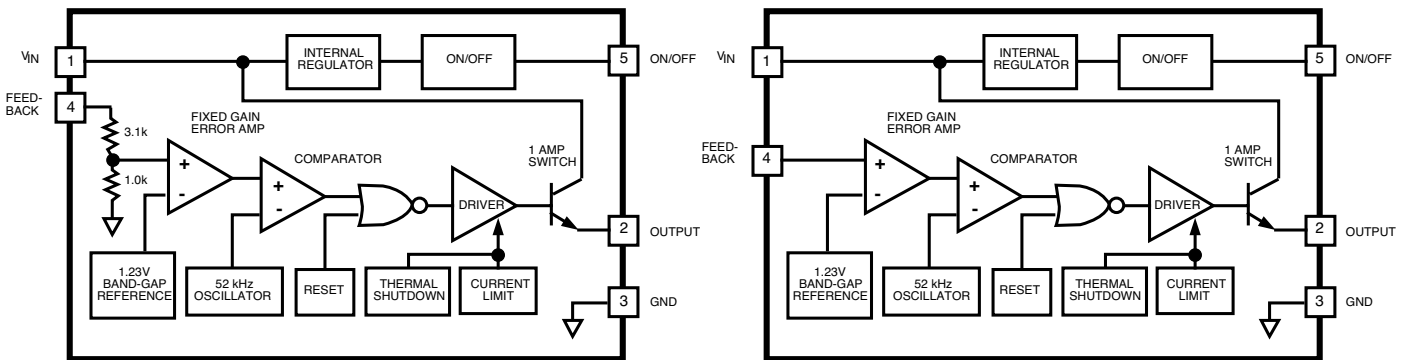 VIN
1
INTERNAL
REGULATOR
ON/OFF
5
ON/OFF
FEED-
BACK
4
3.1k
1.0k
FIXED GAIN
ERROR AMP
+
-
COMPARATOR
+
-
1 AMP
SWITCH
DRIVER
2
OUTPUT
1.23V
BAND-GAP
REFERENCE
52 kHz
OSCILLATOR
RESET
THERMAL
SHUTDOWN
CURRENT
LIMIT
3
GND
VIN
1
INTERNAL
REGULATOR
ON/OFF
5
ON/OFF
FEED-
BACK
4
FIXED GAIN
ERROR AMP
+
-
COMPARATOR
+
-
1 AMP
SWITCH
DRIVER
2
OUTPUT
1.23V
BAND-GAP
REFERENCE
52 kHz
OSCILLATOR
RESET
THERMAL
SHUTDOWN
CURRENT
LIMIT
3
GND